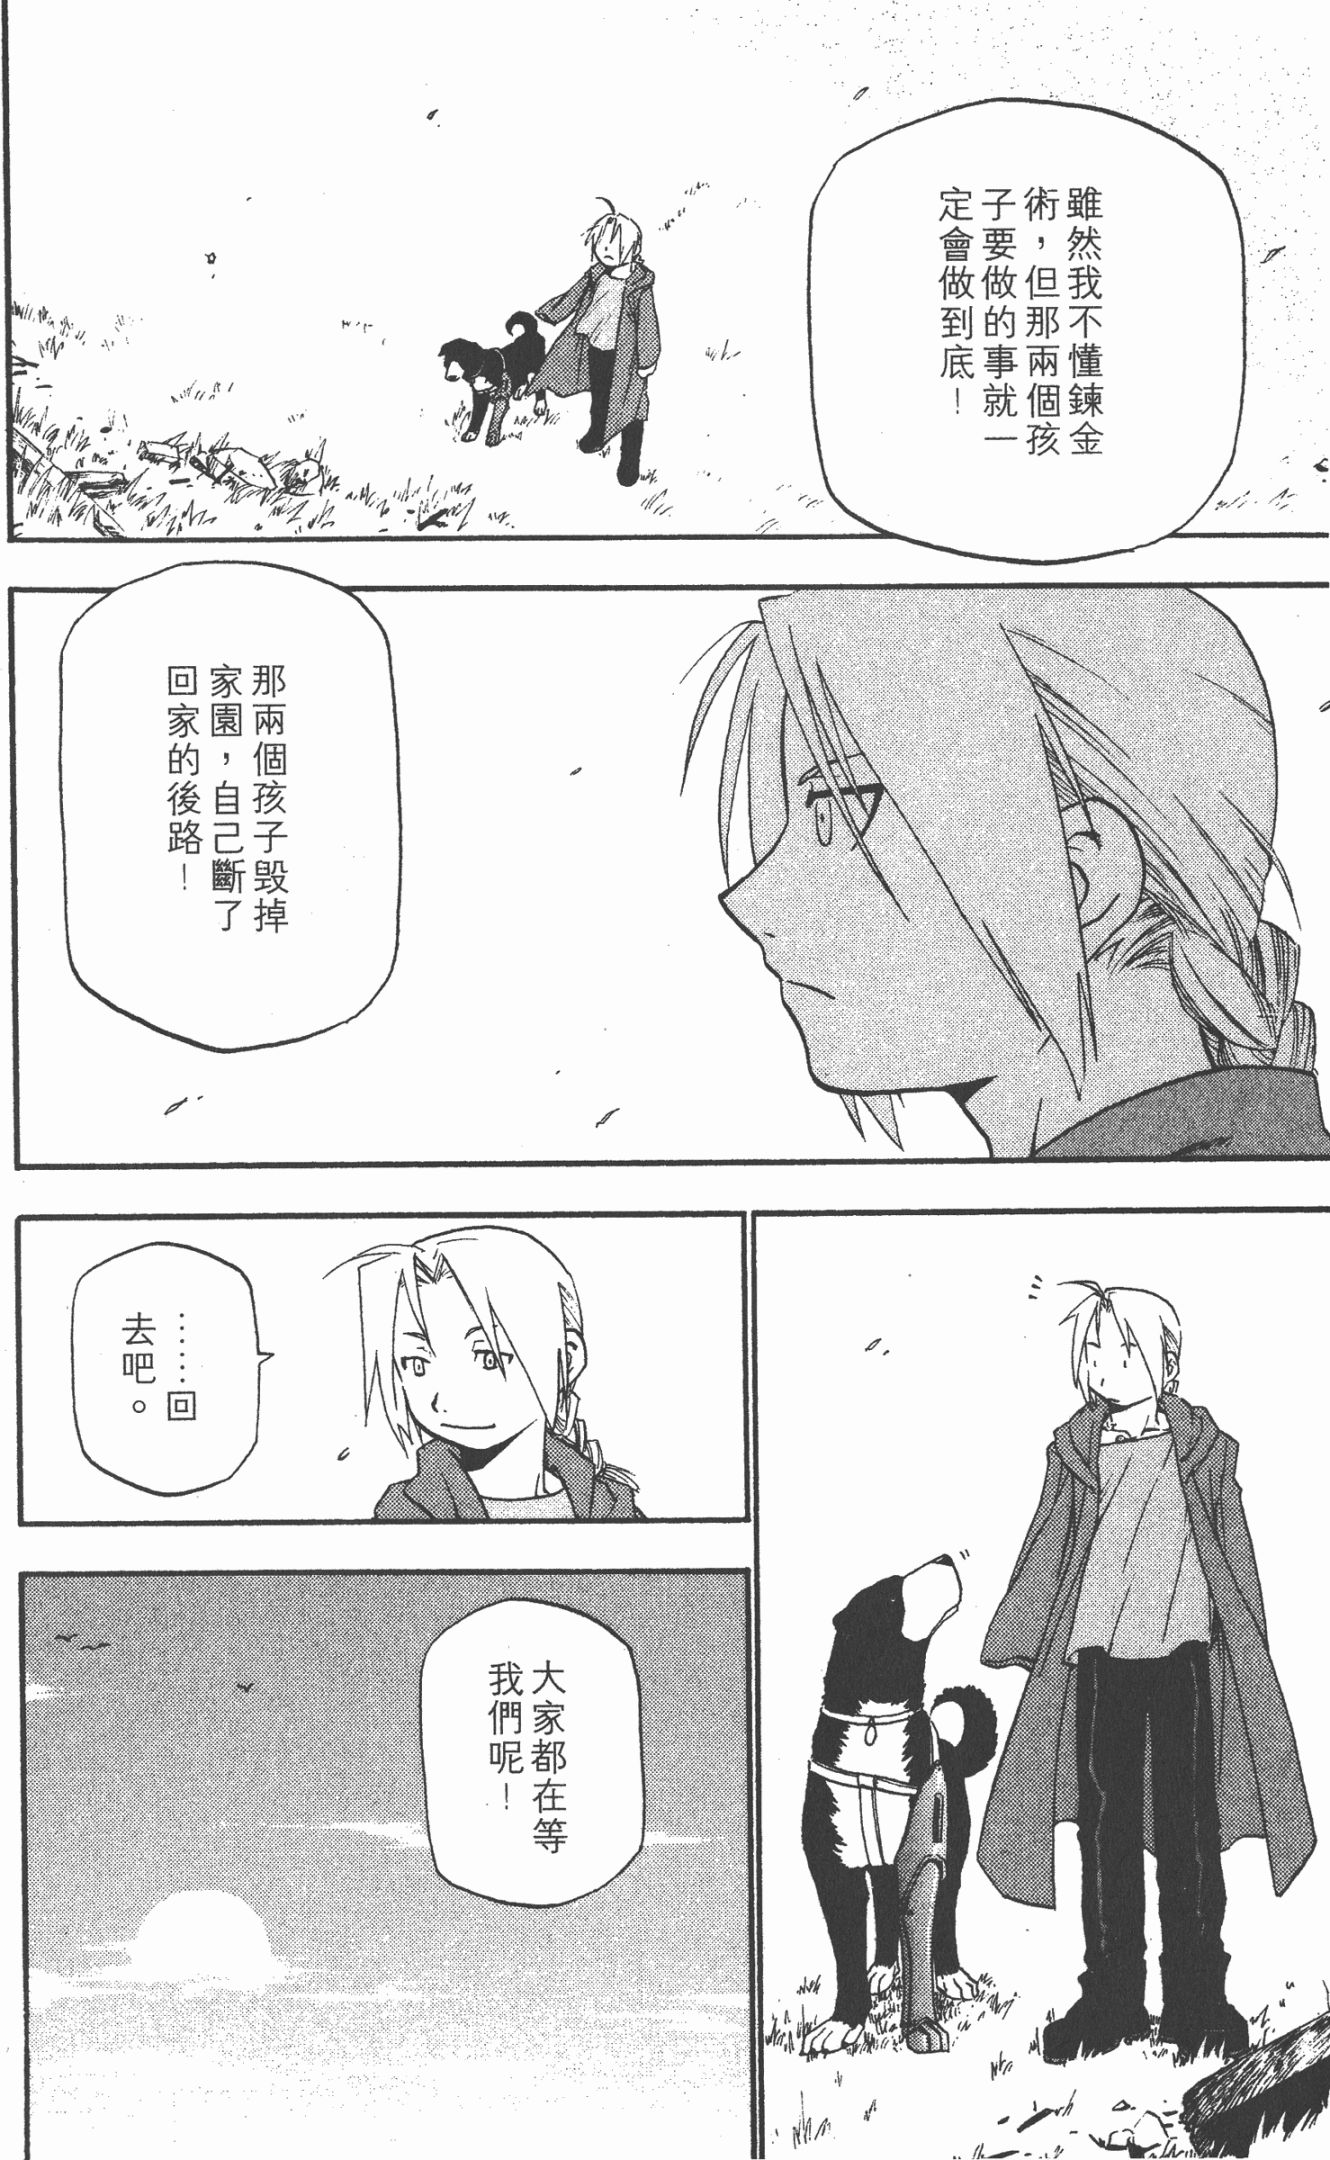 雖然我不懂鍊金
術，但那兩個孩
子要做的事就一
定會做到底！
那兩個孩子毀掉
家園，自己斷了
回家的後路！
……回
去吧。
大家都在等
我們呢！